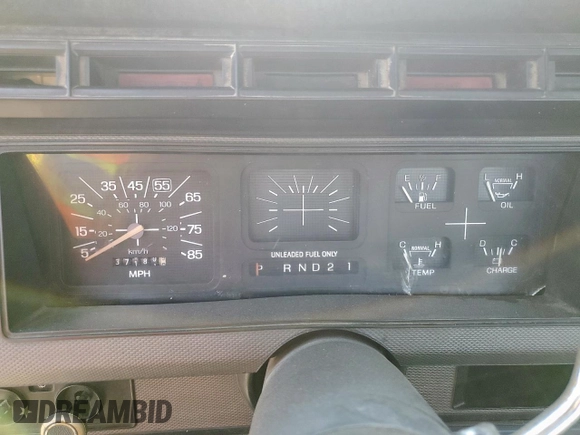 35 45 55
25 65
15 75
5 85
20 40 60 80 100 120
km/h
MPH
UNLEADED FUEL ONLY
P R N D 2 1
E F
FUEL
L NORMAL H
OIL
C NORMAL H
TEMP
D C
CHARGE
DREAMBID